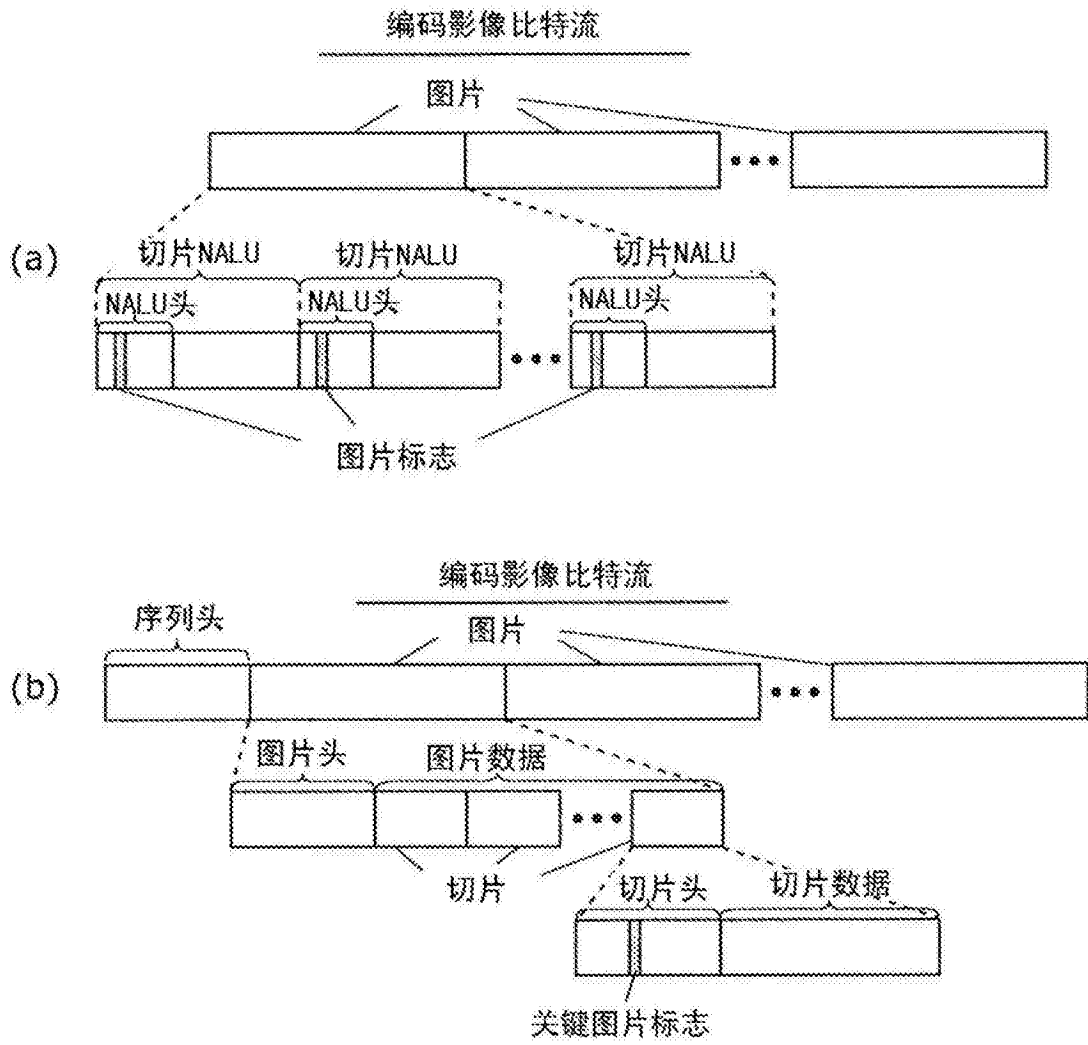 编码影像比特流
图片
(a)
切片NALU 切片NALU 切片NALU
NALU头 NALU头 NALU头
图片标志
编码影像比特流
序列头 图片
(b)
图片头 图片数据
切片 切片头 切片数据
关键图片标志